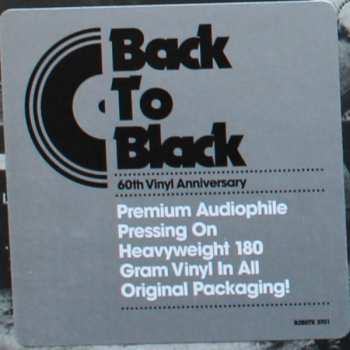 Back
To
Black
60th Vinyl Anniversary
Premium Audiophile
Pressing On
Heavyweight 180
Gram Vinyl In All
Original Packaging!